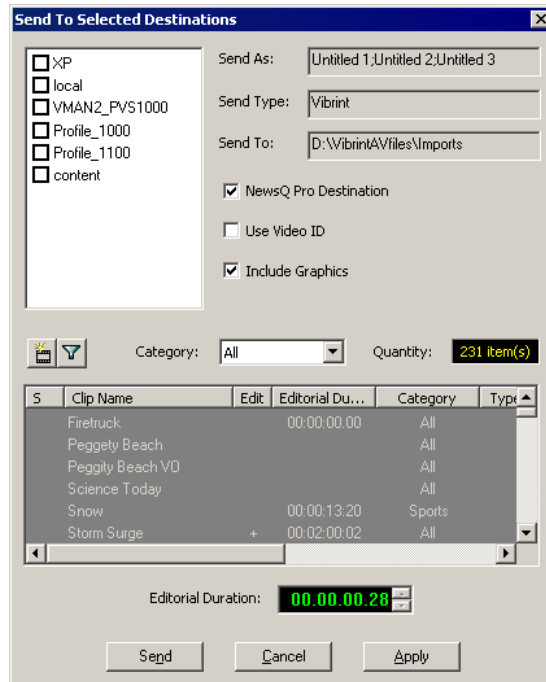 Send To Selected Destinations
XP
local
VMAN2_PVS1000
Profile_1000
Profile_1100
content
Send As: Untitled 1;Untitled 2;Untitled 3
Send Type: Vibrint
Send To: D:\VibrintAVfiles\Imports
NewsQ Pro Destination
Use Video ID
Include Graphics
Category: All Quantity: 231 item(s)
S Clip Name Edit Editorial Du... Category Type
Firetruck 00:00:00.00 All
Peggety Beach All
Peggity Beach VO All
Science Today All
Snow 00:00:13:20 Sports
Storm Surge + 00:02:00:02 All
Editorial Duration: 00.00.00.28
Send Cancel Apply